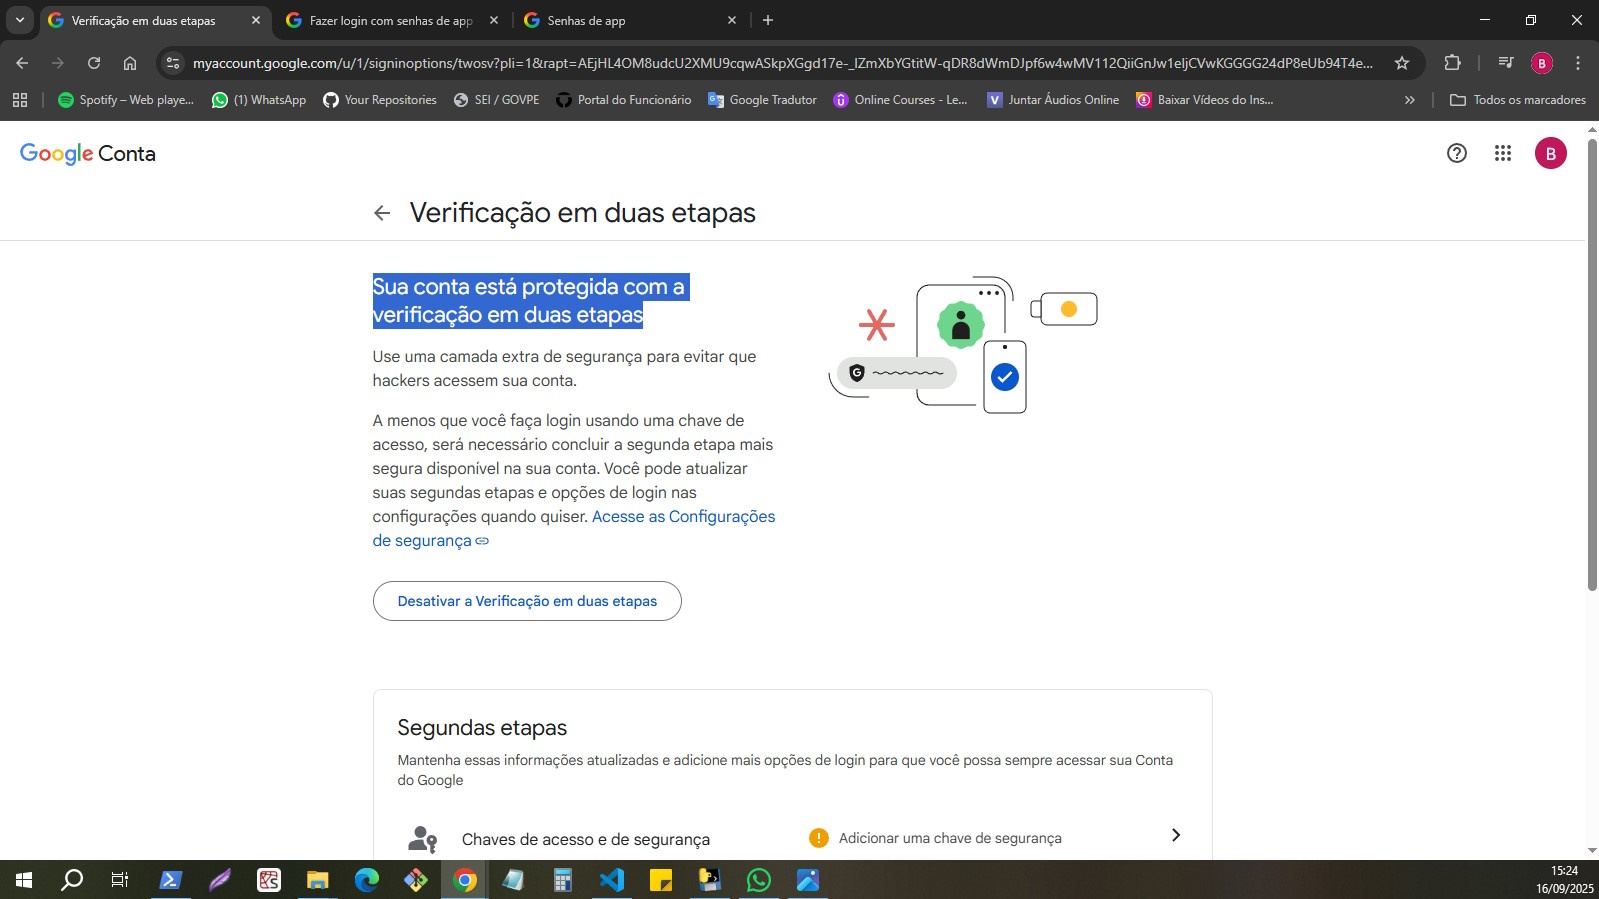 Verificação em duas etapas
Fazer login com senhas de app
Senhas de app
myaccount.google.com/u/1/signinoptions/twosv?pli=1&rapt=AEjHL4OM8udcU2XMU9cqwASkpXGgd17e-_IZmXbYGtitW-qDR8dWmDJpf6w4wMV112QiiGnJw1eljCVwKGGGG24dP8eUb94T4e...
B
Spotify – Web playe...
(1) WhatsApp
Your Repositories
SEI / GOVPE
Portal do Funcionário
Google Tradutor
Online Courses - Le...
Juntar Áudios Online
Baixar Vídeos do Ins...
Todos os marcadores
Google Conta
B
Verificação em duas etapas
Sua conta está protegida com a
verificação em duas etapas
Use uma camada extra de segurança para evitar que
hackers acessem sua conta.
A menos que você faça login usando uma chave de
acesso, será necessário concluir a segunda etapa mais
segura disponível na sua conta. Você pode atualizar
suas segundas etapas e opções de login nas
configurações quando quiser. Acesse as Configurações
de segurança
Desativar a Verificação em duas etapas
Segundas etapas
Mantenha essas informações atualizadas e adicione mais opções de login para que você possa sempre acessar sua Conta
do Google
Chaves de acesso e de segurança
Adicionar uma chave de segurança
15:24
16/09/2025